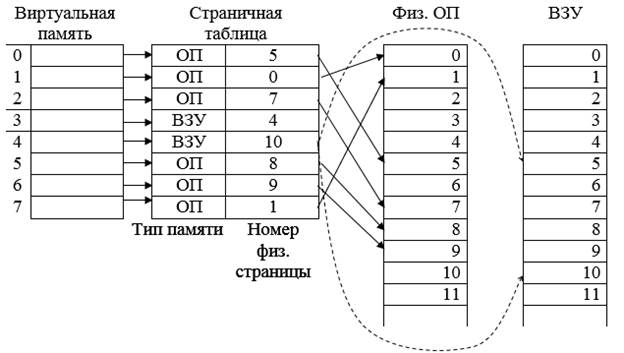 Виртуальная память Страничная таблица Физ. ОП ВЗУ
0 ОП 5 0 0
1 ОП 0 1 1
2 ОП 7 2 2
3 ВЗУ 4 3 3
4 ВЗУ 10 4 4
5 ОП 8 5 5
6 ОП 9 6 6
7 ОП 1 7 7
Тип памяти Номер физ. страницы 8 8
9 9
10 10
11 11